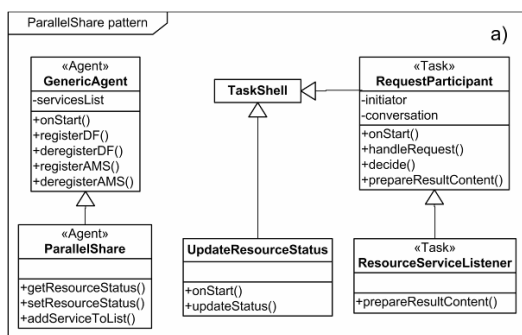 ParallelShare pattern
a)
«Agent»
GenericAgent
-servicesList
+onStart()
+registerDF()
+deregisterDF()
+registerAMS()
+deregisterAMS()
TaskShell
«Task»
RequestParticipant
-initiator
-conversation
+onStart()
+handleRequest()
+decide()
+prepareResultContent()
«Agent»
ParallelShare
+getResourceStatus()
+setResourceStatus()
+addServiceToList()
UpdateResourceStatus
+onStart()
+updateStatus()
«Task»
ResourceServiceListener
+prepareResultContent()